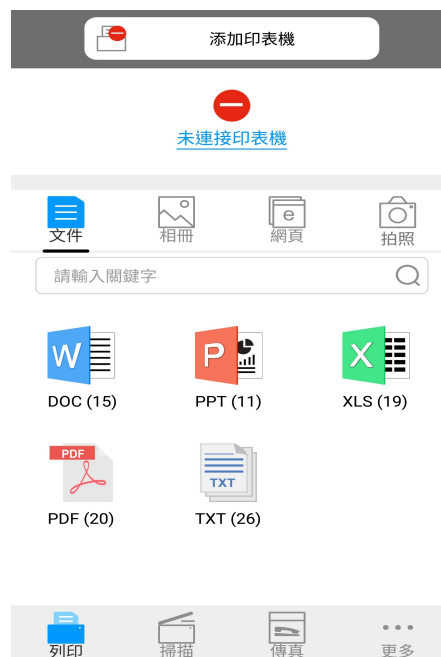 添加印表機
未連接印表機
文件 相冊 網頁 拍照
請輸入關鍵字
W P X
DOC (15) PPT (11) XLS (19)
PDF TXT
PDF (20) TXT (26)
列印 掃描 傳真 更多